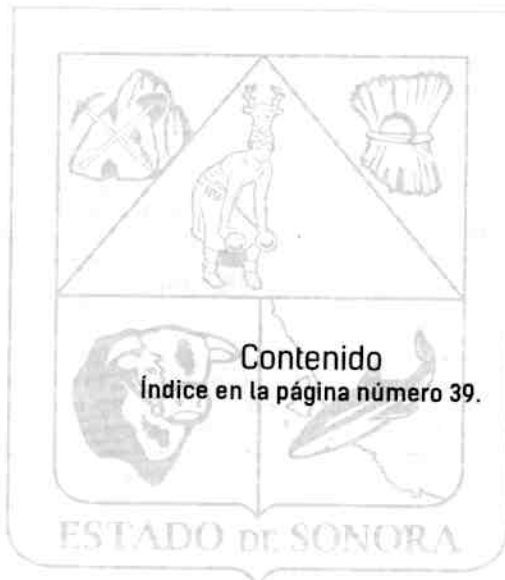 Contenido
Índice en la página número 39.
ESTADO DE SONORA